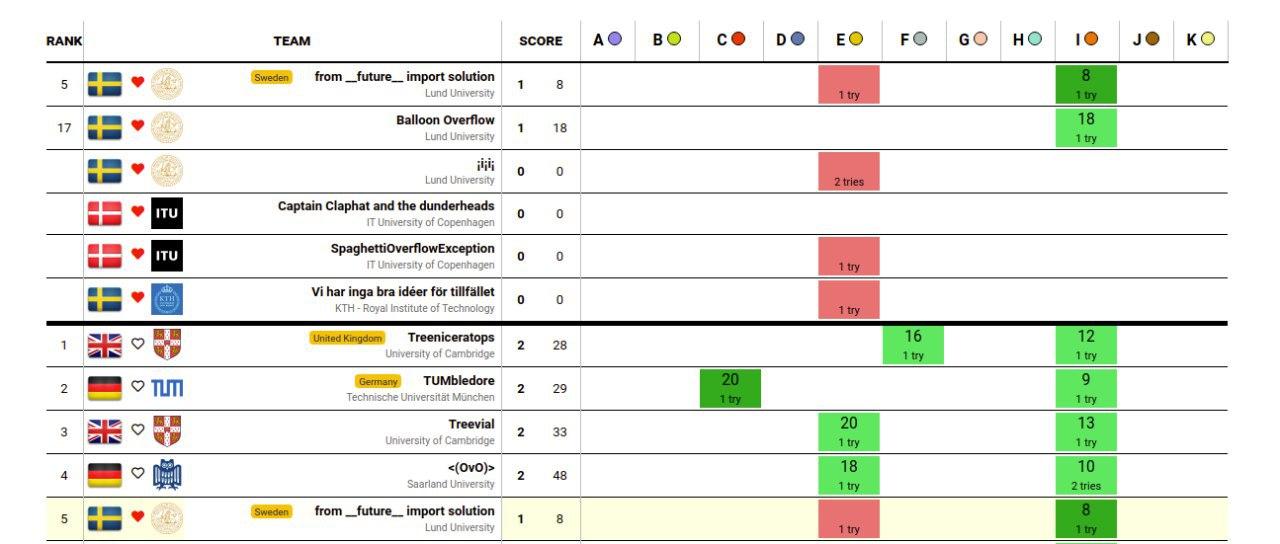 RANK TEAM SCORE A B C D E F G H I J K
5 Sweden from __future__ import solution 1 8 8
Lund University 1 try 1 try
17 Balloon Overflow 1 18 18
Lund University 1 try
0 0
Lund University 2 tries
ITU Captain Claphat and the dunderheads 0 0
IT University of Copenhagen
ITU SpaghettiOverflowException 0 0
IT University of Copenhagen 1 try
KTH Vi har inga bra idéer för tillfället 0 0
KTH - Royal Institute of Technology 1 try
1 United Kingdom Treeniceratops 2 28 16 12
University of Cambridge 1 try 1 try
2 TUM Germany TUMbledore 2 29 20 9
Technische Universität München 1 try 1 try
3 Treevial 2 33 20 13
University of Cambridge 1 try 1 try
4 <(OvO)> 2 48 18 10
Saarland University 1 try 2 tries
5 Sweden from __future__ import solution 1 8 8
Lund University 1 try 1 try